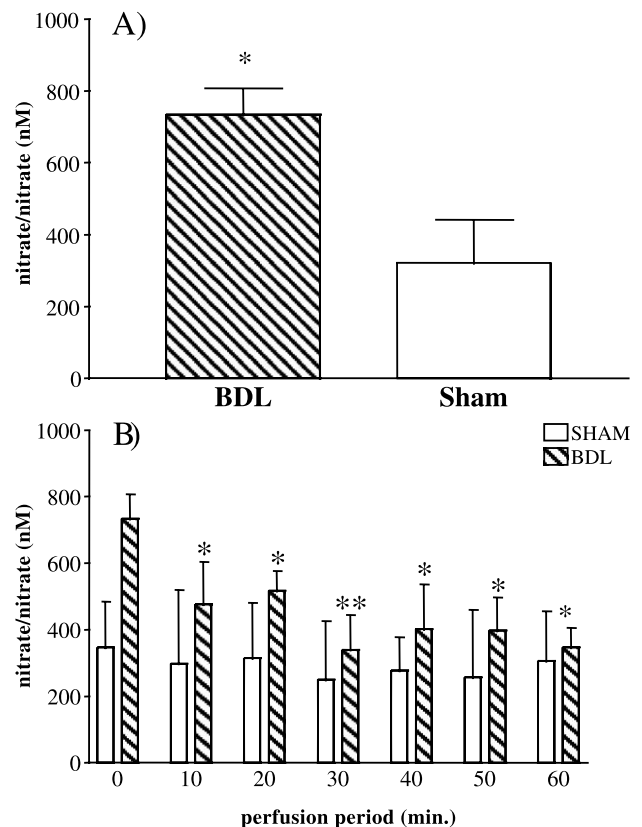 A)
1000
800
600
400
200
0
nitrate/nitrate (nM)
*
BDL Sham
B)
SHAM
BDL
1000
800
600
400
200
0
nitrate/nitrate (nM)
* * ** * * *
0 10 20 30 40 50 60
perfusion period (min.)